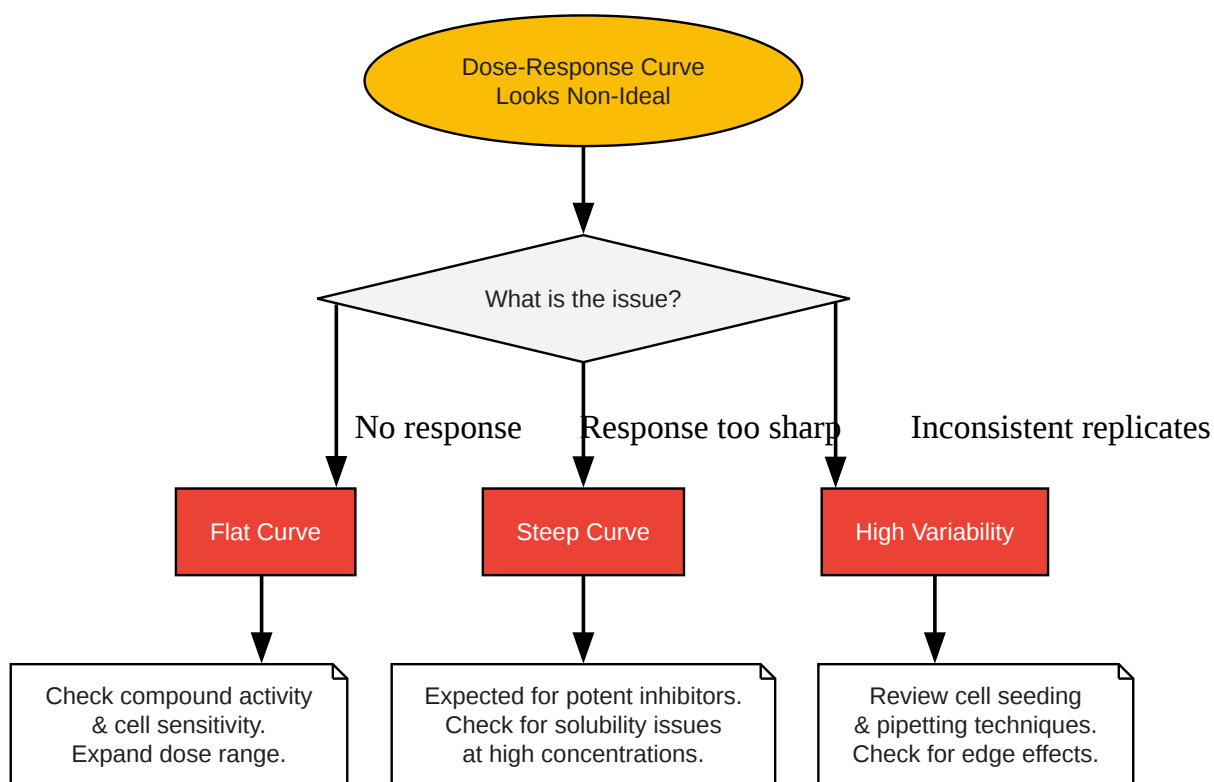 Dose-Response Curve
Looks Non-Ideal
What is the issue?
No response
Response too sharp
Inconsistent replicates
Flat Curve
Steep Curve
High Variability
Check compound activity
& cell sensitivity.
Expand dose range.
Expected for potent inhibitors.
Check for solubility issues
at high concentrations.
Review cell seeding
& pipetting techniques.
Check for edge effects.